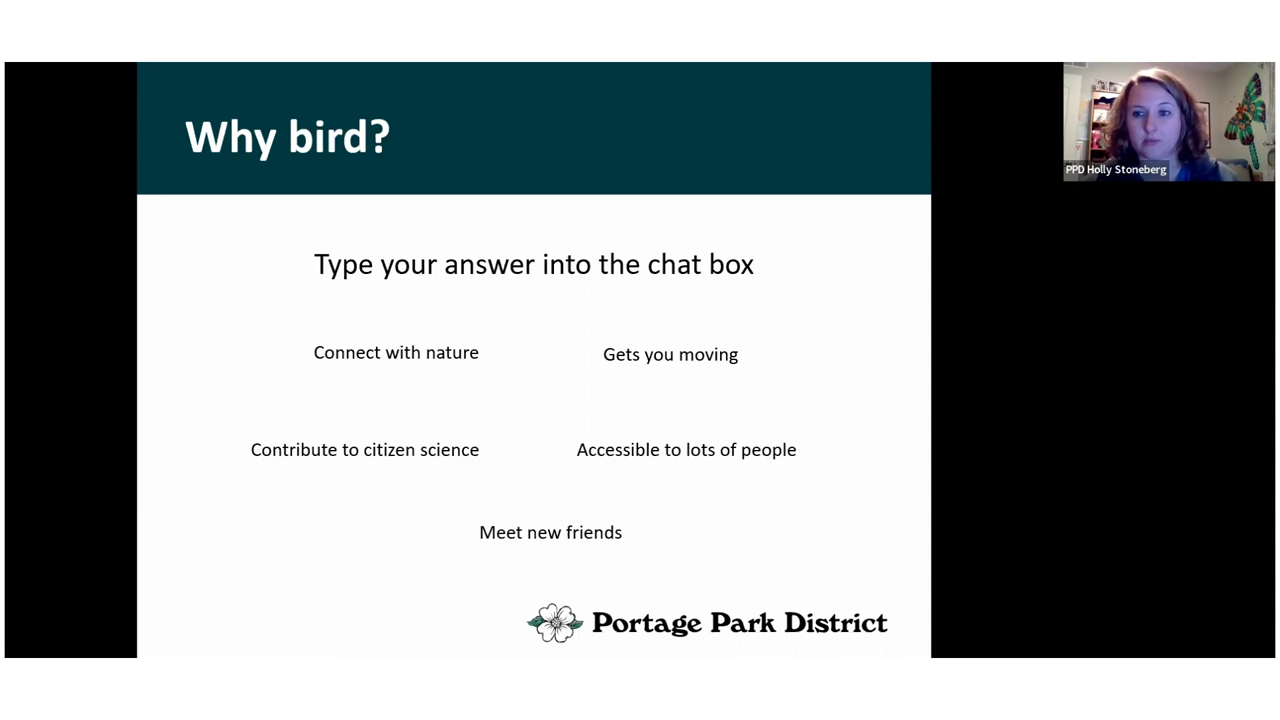 Why bird?
PPD Holly Stoneberg
Type your answer into the chat box
Connect with nature
Gets you moving
Contribute to citizen science
Accessible to lots of people
Meet new friends
Portage Park District